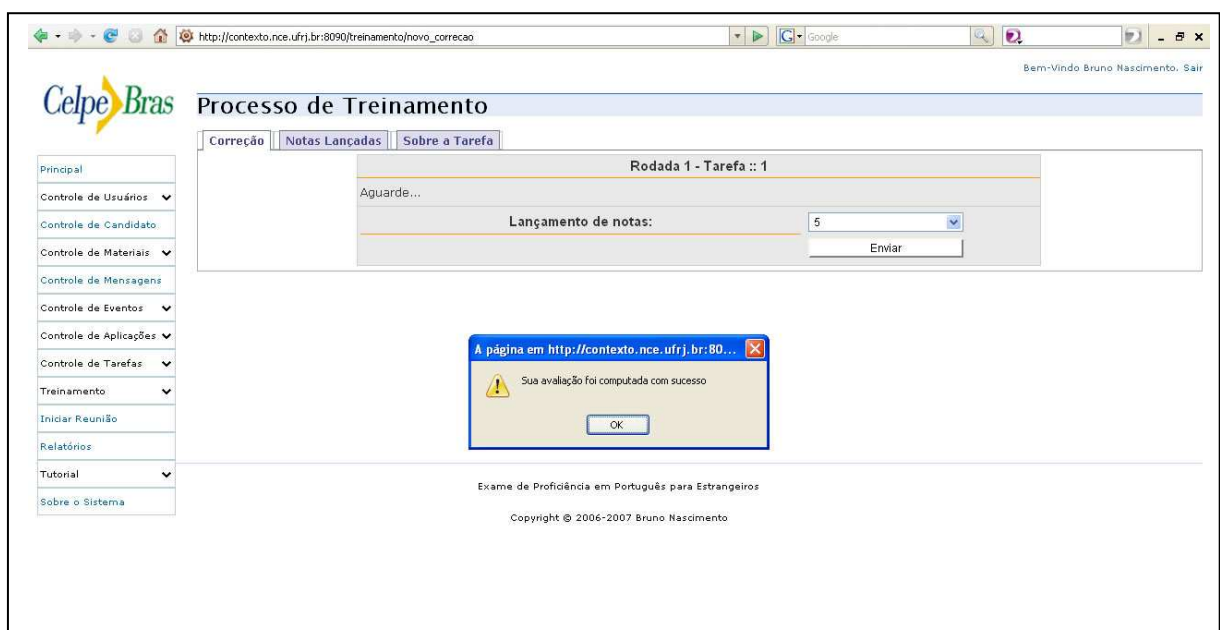 http://contexto.nce.ufrj.br:8090/treinamento/novo_correcao
Google
Bem-Vindo Bruno Nascimento. Sair
Celpe Bras
Processo de Treinamento
Correção Notas Lançadas Sobre a Tarefa
Rodada 1 - Tarefa :: 1
Aguarde...
Lançamento de notas: 5
Enviar
Principal
Controle de Usuários
Controle de Candidato
Controle de Materiais
Controle de Mensagens
Controle de Eventos
Controle de Aplicações
Controle de Tarefas
Treinamento
Iniciar Reunião
Relatórios
Tutorial
Sobre o Sistema
A página em http://contexto.nce.ufrj.br:80...
Sua avaliação foi computada com sucesso
OK
Exame de Proficiência em Português para Estrangeiros
Copyright © 2006-2007 Bruno Nascimento